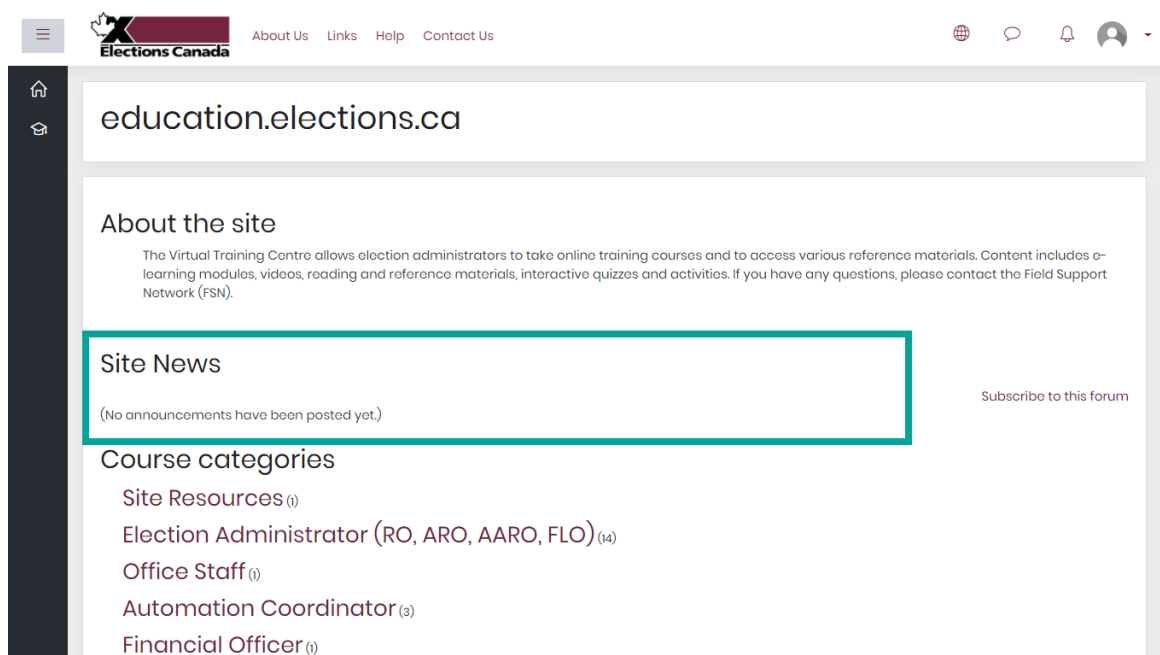 Elections Canada
About Us Links Help Contact Us
education.elections.ca
About the site
The Virtual Training Centre allows election administrators to take online training courses and to access various reference materials. Content includes e-
learning modules, videos, reading and reference materials, interactive quizzes and activities. If you have any questions, please contact the Field Support
Network (FSN).
Site News
Subscribe to this forum
(No announcements have been posted yet.)
Course categories
Site Resources (1)
Election Administrator (RO, ARO, AARO, FLO) (14)
Office Staff (1)
Automation Coordinator (3)
Financial Officer (1)